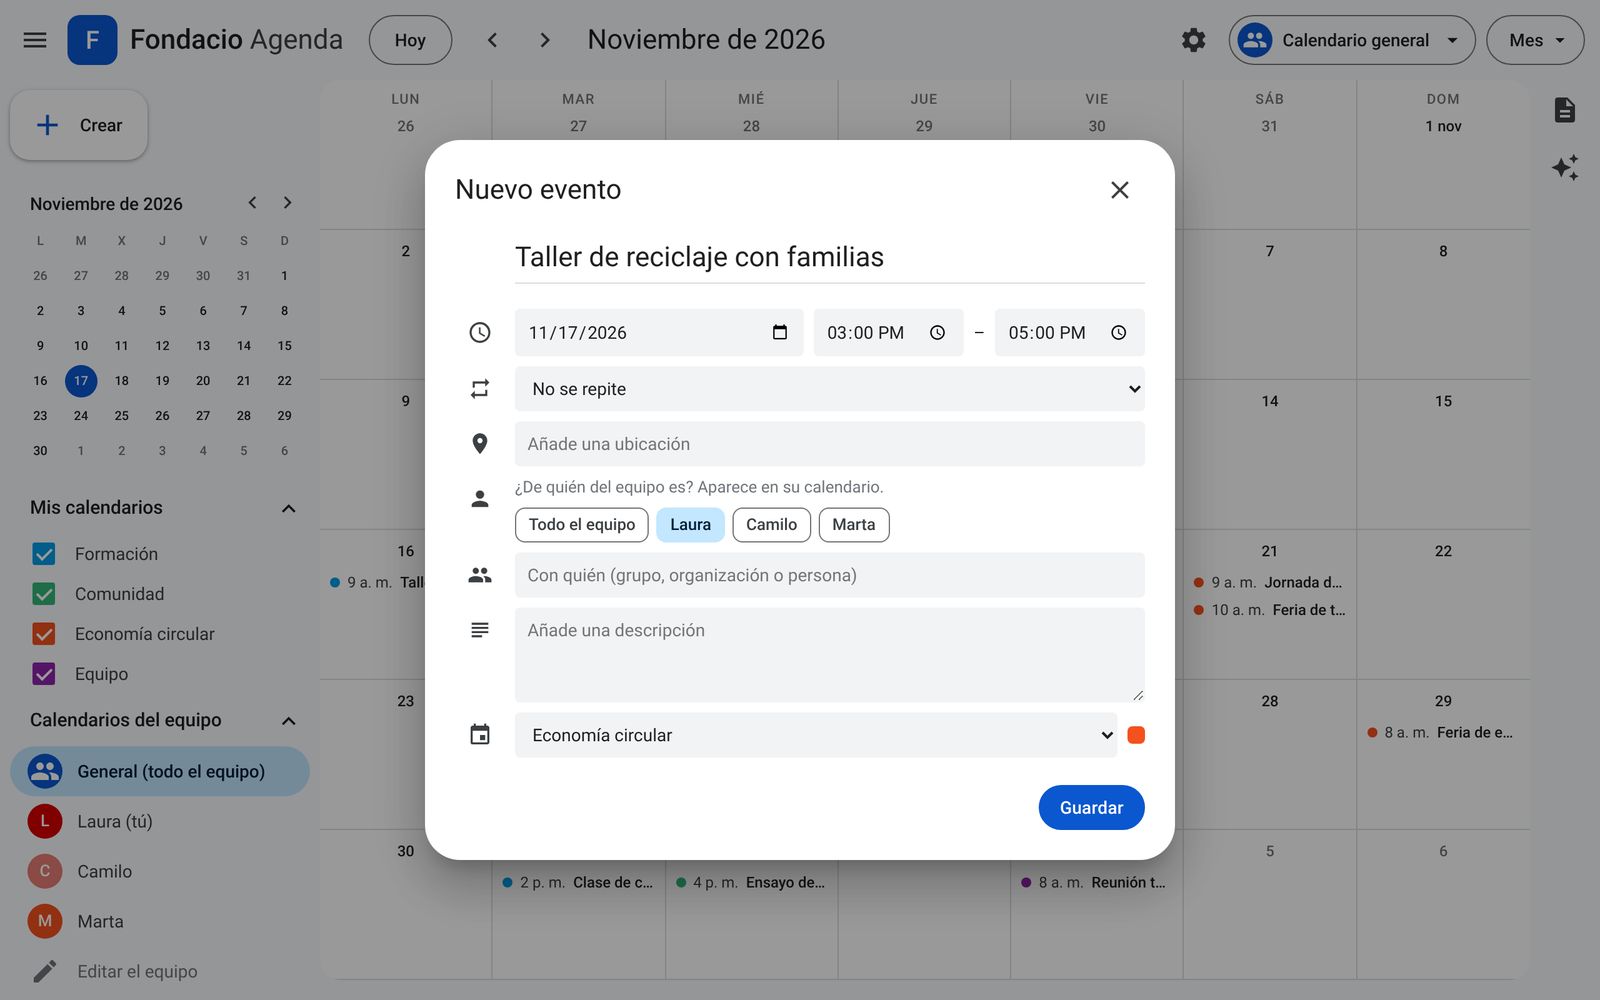 F Fondacio Agenda Hoy Noviembre de 2026 Calendario general Mes
Crear
LUN MAR MIÉ JUE VIE SÁB DOM
26 27 28 29 30 31 1 nov
Noviembre de 2026
L M X J V S D
26 27 28 29 30 31 1
2 3 4 5 6 7 8
9 10 11 12 13 14 15
16 17 18 19 20 21 22
23 24 25 26 27 28 29
30 1 2 3 4 5 6
Mis calendarios
Formación
Comunidad
Economía circular
Equipo
Calendarios del equipo
General (todo el equipo)
L Laura (tú)
C Camilo
M Marta
Editar el equipo
2 7 8
9 14 15
16 21 22
9 a. m. Tall
9 a. m. Jornada d...
10 a. m. Feria de t...
23 28 29
8 a. m. Feria de e...
30 5 6
2 p. m. Clase de c...
4 p. m. Ensayo de...
8 a. m. Reunión t...
Nuevo evento
Taller de reciclaje con familias
11/17/2026 03:00 PM – 05:00 PM
No se repite
Añade una ubicación
¿De quién del equipo es? Aparece en su calendario.
Todo el equipo Laura Camilo Marta
Con quién (grupo, organización o persona)
Añade una descripción
Economía circular
Guardar